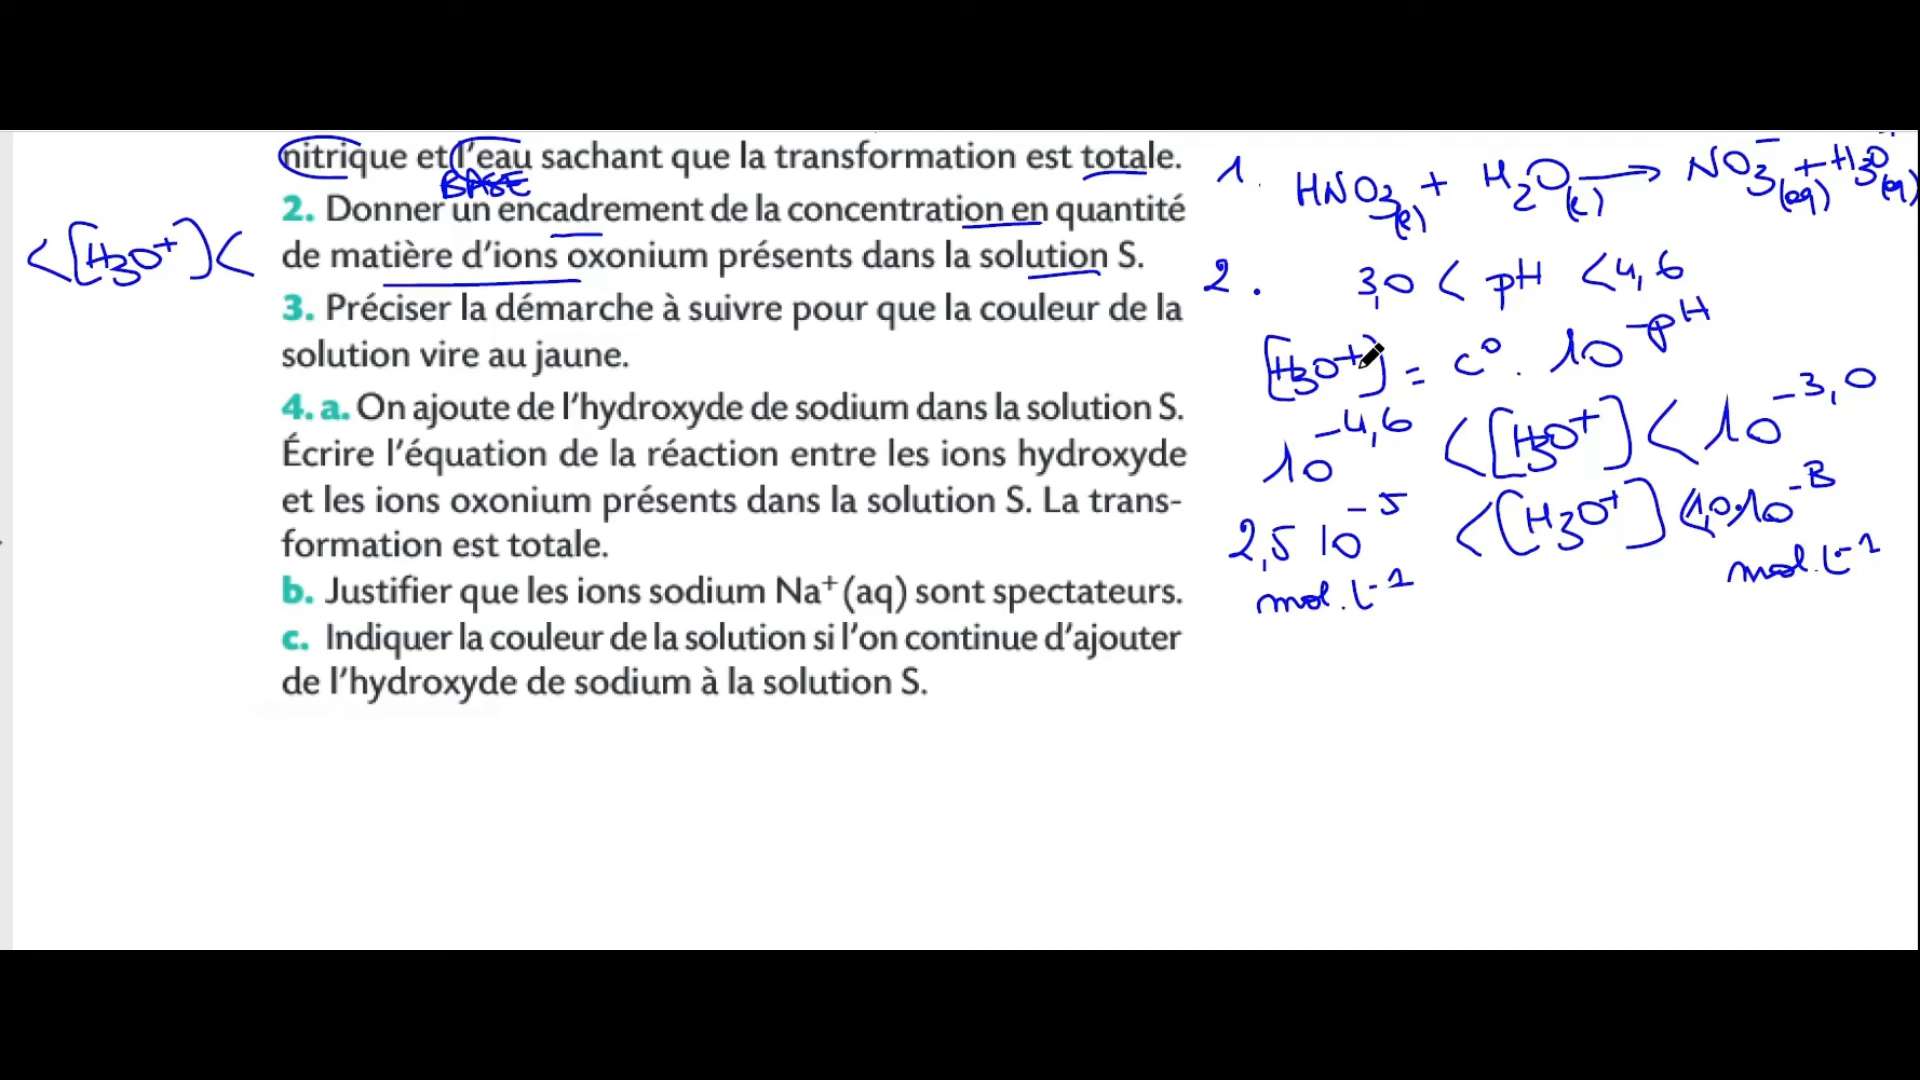 nitrique et l'eau sachant que la transformation est totale.
BASE
2. Donner un encadrement de la concentration en quantité
de matière d'ions oxonium présents dans la solution S.
3. Préciser la démarche à suivre pour que la couleur de la
solution vire au jaune.
4. a. On ajoute de l'hydroxyde de sodium dans la solution S.
Écrire l'équation de la réaction entre les ions hydroxyde
et les ions oxonium présents dans la solution S. La trans-
formation est totale.
b. Justifier que les ions sodium Na⁺(aq) sont spectateurs.
c. Indiquer la couleur de la solution si l'on continue d'ajouter
de l'hydroxyde de sodium à la solution S.
< [H3O⁺] <
1. HNO3(l) + H2O(l) → NO3⁻(aq) + H3O⁺(aq)
2. 3,0 < pH < 4,6
[H3O⁺] = c⁰ . 10⁻ᵖᴴ
10⁻⁴,⁶ < [H3O⁺] < 10⁻³,⁰
2,5 10⁻⁵ < [H3O⁺] < 1,0.10⁻³
mol.L⁻¹ mol.L⁻¹